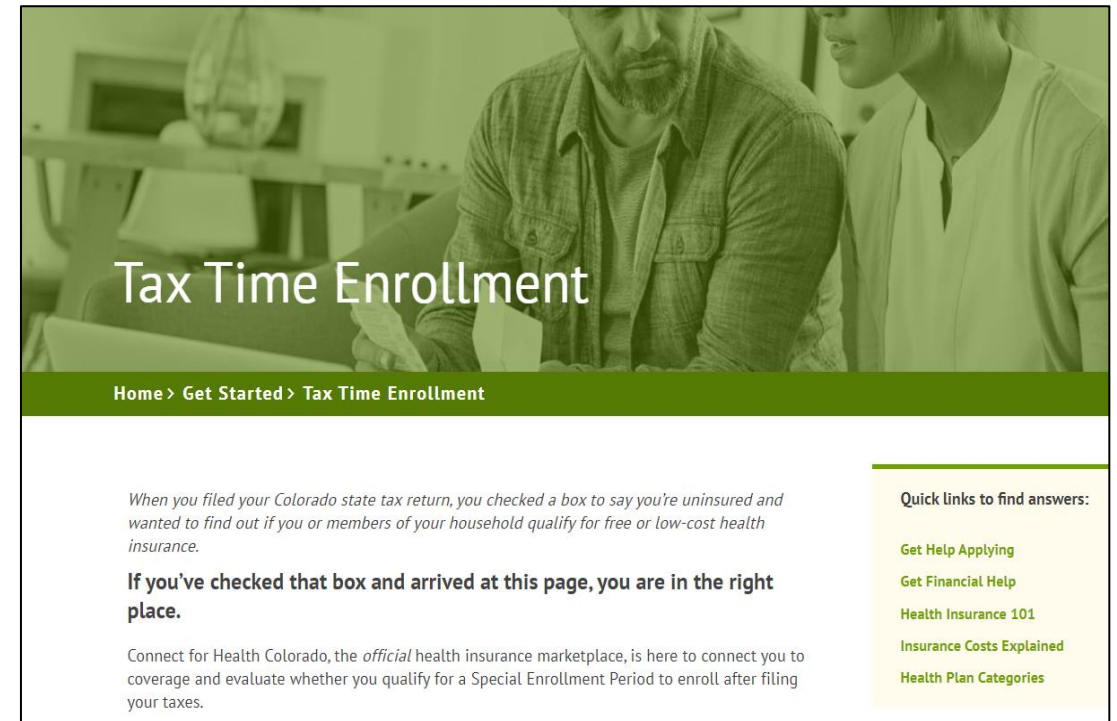 Tax Time Enrollment
Home > Get Started > Tax Time Enrollment
When you filed your Colorado state tax return, you checked a box to say you’re uninsured and
wanted to find out if you or members of your household qualify for free or low-cost health
insurance.
If you’ve checked that box and arrived at this page, you are in the right
place.
Connect for Health Colorado, the official health insurance marketplace, is here to connect you to
coverage and evaluate whether you qualify for a Special Enrollment Period to enroll after filing
your taxes.
Quick links to find answers:
Get Help Applying
Get Financial Help
Health Insurance 101
Insurance Costs Explained
Health Plan Categories